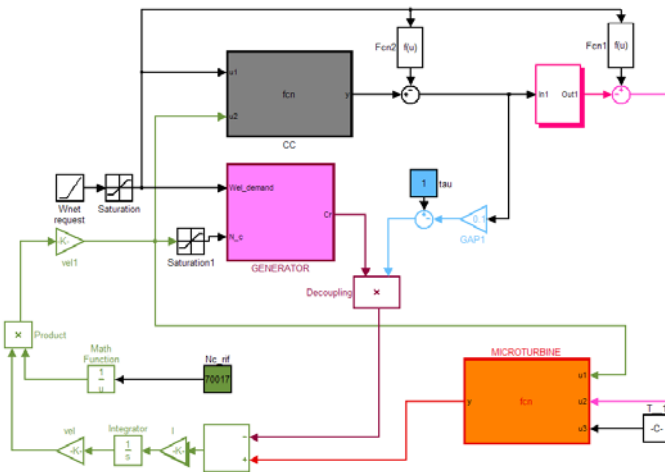 Fcn2
f(u)
Fcn1
f(u)
u1
fcn
y
u2
CC
In1
Out1
Wnet
request
Saturation
Wel_demand
Cr
N_c
GENERATOR
1
tau
0.1
GAP1
-K-
vel1
Saturation1
Decoupling
×
×
Product
Math
Function
1
u
Nc_rif
70017
MICROTURBINE
y
fcn
u1
u2
u3
-C-
vel
-K-
Integrator
1
s
I
-K-
−
+